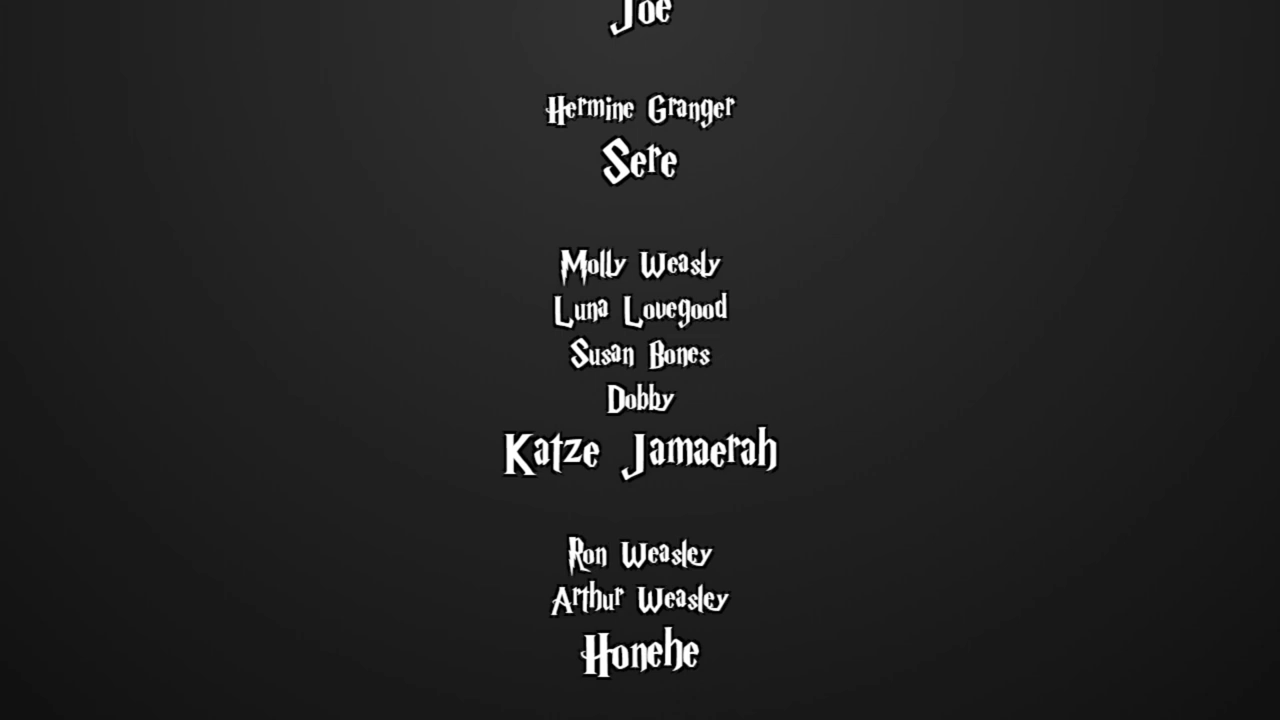 Joe
Hermine Granger
Sere
Molly Weasly
Luna Lovegood
Susan Bones
Dobby
Katze Jamaerah
Ron Weasley
Arthur Weasley
Honehe